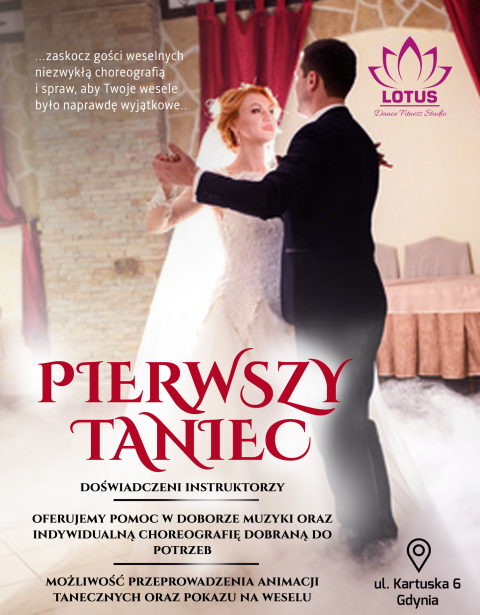 ...zaskocz gości weselnych
niezwykłą choreografią
i spraw, aby Twoje wesele
było naprawdę wyjątkowe..
LOTUS
Dance Fitness Studio
PIERWSZY
TANIEC
DOŚWIADCZENI INSTRUKTORZY
OFERUJEMY POMOC W DOBORZE MUZYKI ORAZ
INDYWIDUALNĄ CHOREOGRAFIĘ DOBRANĄ DO
POTRZEB
MOŻLIWOŚĆ PRZEPROWADZENIA ANIMACJI
TANECZNYCH ORAZ POKAZU NA WESELU
ul. Kartuska 6
Gdynia